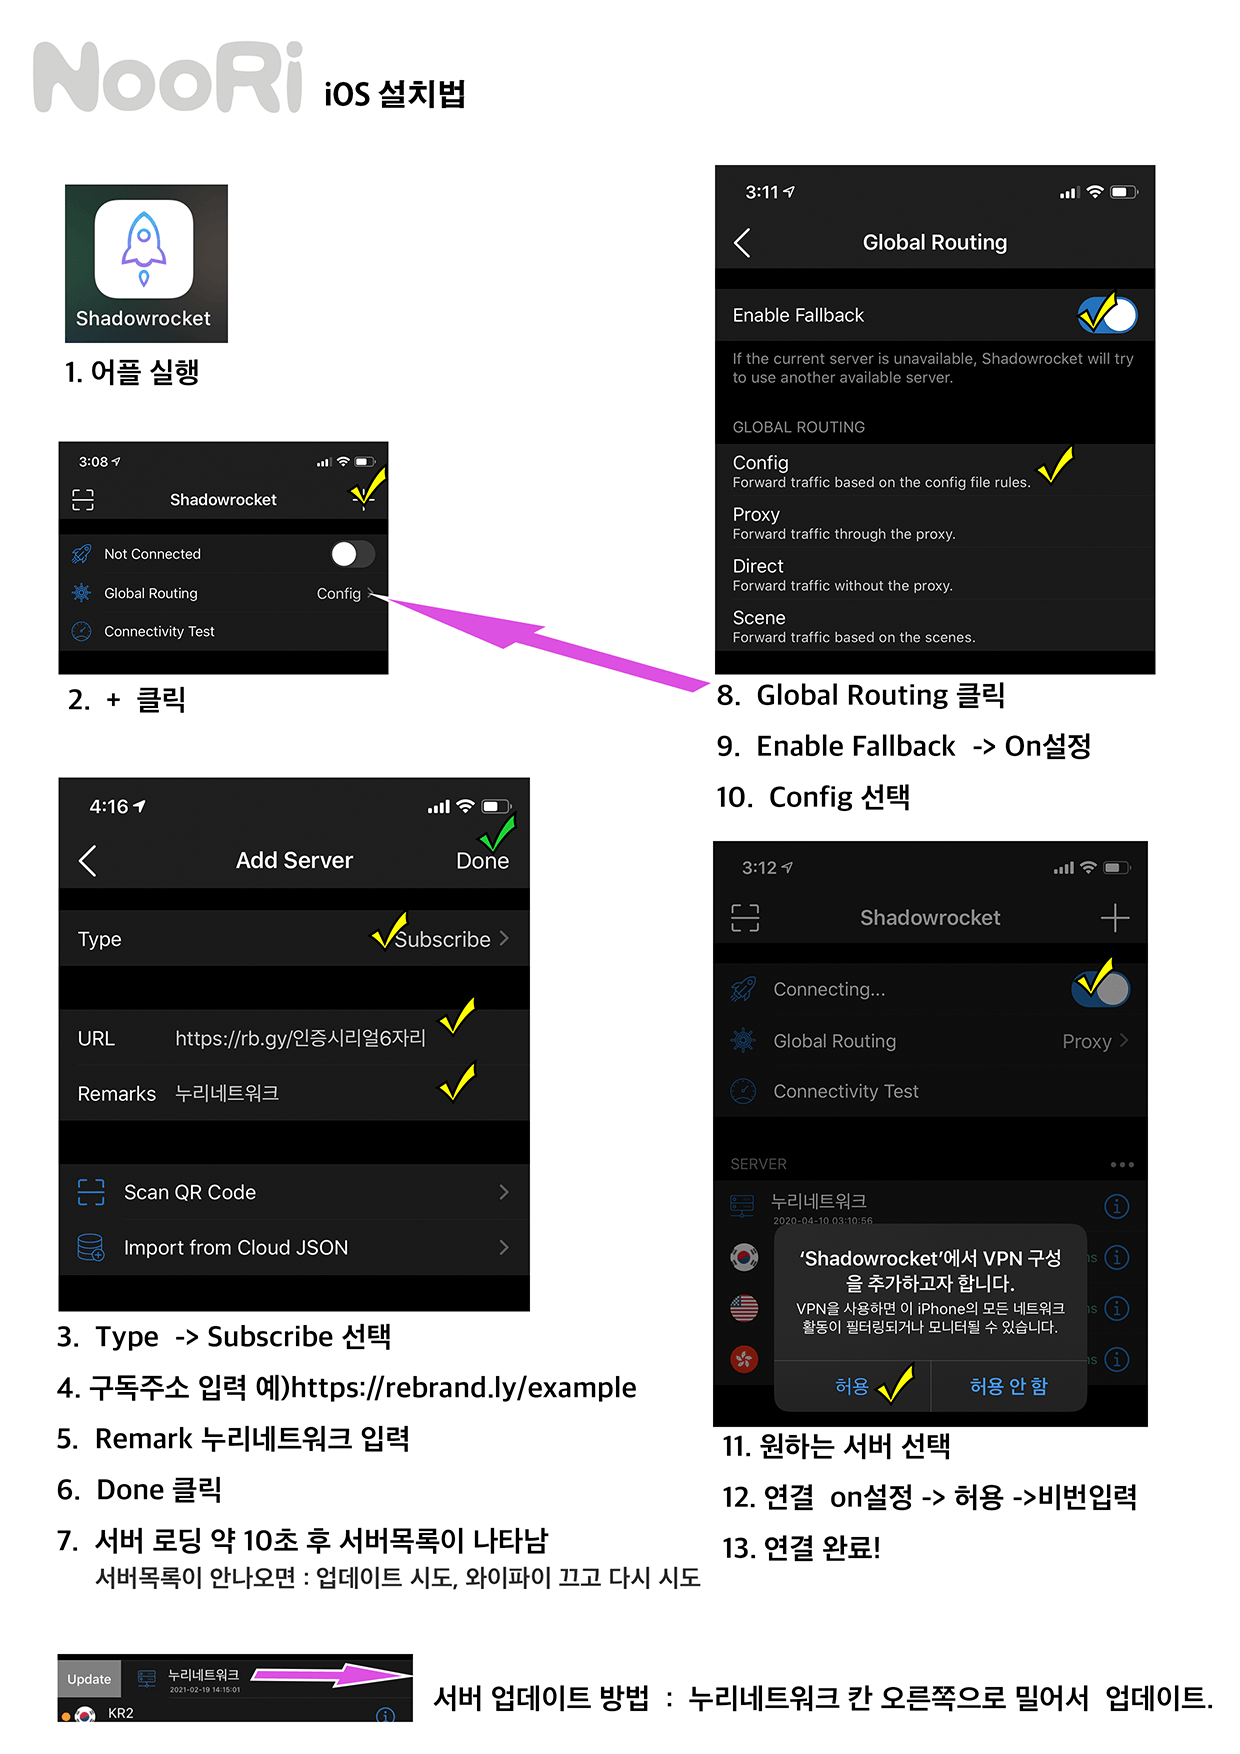 NooRi iOS 설치법
Shadowrocket
1. 어플 실행
3:08
Shadowrocket
Not Connected
Global Routing Config
Connectivity Test
2. + 클릭
4:16
Add Server Done
Type Subscribe
URL https://rb.gy/인증시리얼6자리
Remarks 누리네트워크
Scan QR Code
Import from Cloud JSON
3. Type -> Subscribe 선택
4. 구독주소 입력 예)https://rebrand.ly/example
5. Remark 누리네트워크 입력
6. Done 클릭
7. 서버 로딩 약 10초 후 서버목록이 나타남
서버목록이 안나오면 : 업데이트 시도, 와이파이 끄고 다시 시도
3:11
Global Routing
Enable Fallback
If the current server is unavailable, Shadowrocket will try
to use another available server.
GLOBAL ROUTING
Config
Forward traffic based on the config file rules.
Proxy
Forward traffic through the proxy.
Direct
Forward traffic without the proxy.
Scene
Forward traffic based on the scenes.
8. Global Routing 클릭
9. Enable Fallback -> On설정
10. Config 선택
3:12
Shadowrocket
Connecting...
Global Routing Proxy
Connectivity Test
SERVER
누리네트워크
2020-04-10 03:10:56
'Shadowrocket'에서 VPN 구성
을 추가하고자 합니다.
VPN을 사용하면 이 iPhone의 모든 네트워크
활동이 필터링되거나 모니터될 수 있습니다.
허용 허용 안 함
11. 원하는 서버 선택
12. 연결 on설정 -> 허용 ->비번입력
13. 연결 완료!
Update 누리네트워크
2021-02-19 14:15:01
KR2
서버 업데이트 방법 : 누리네트워크 칸 오른쪽으로 밀어서 업데이트.